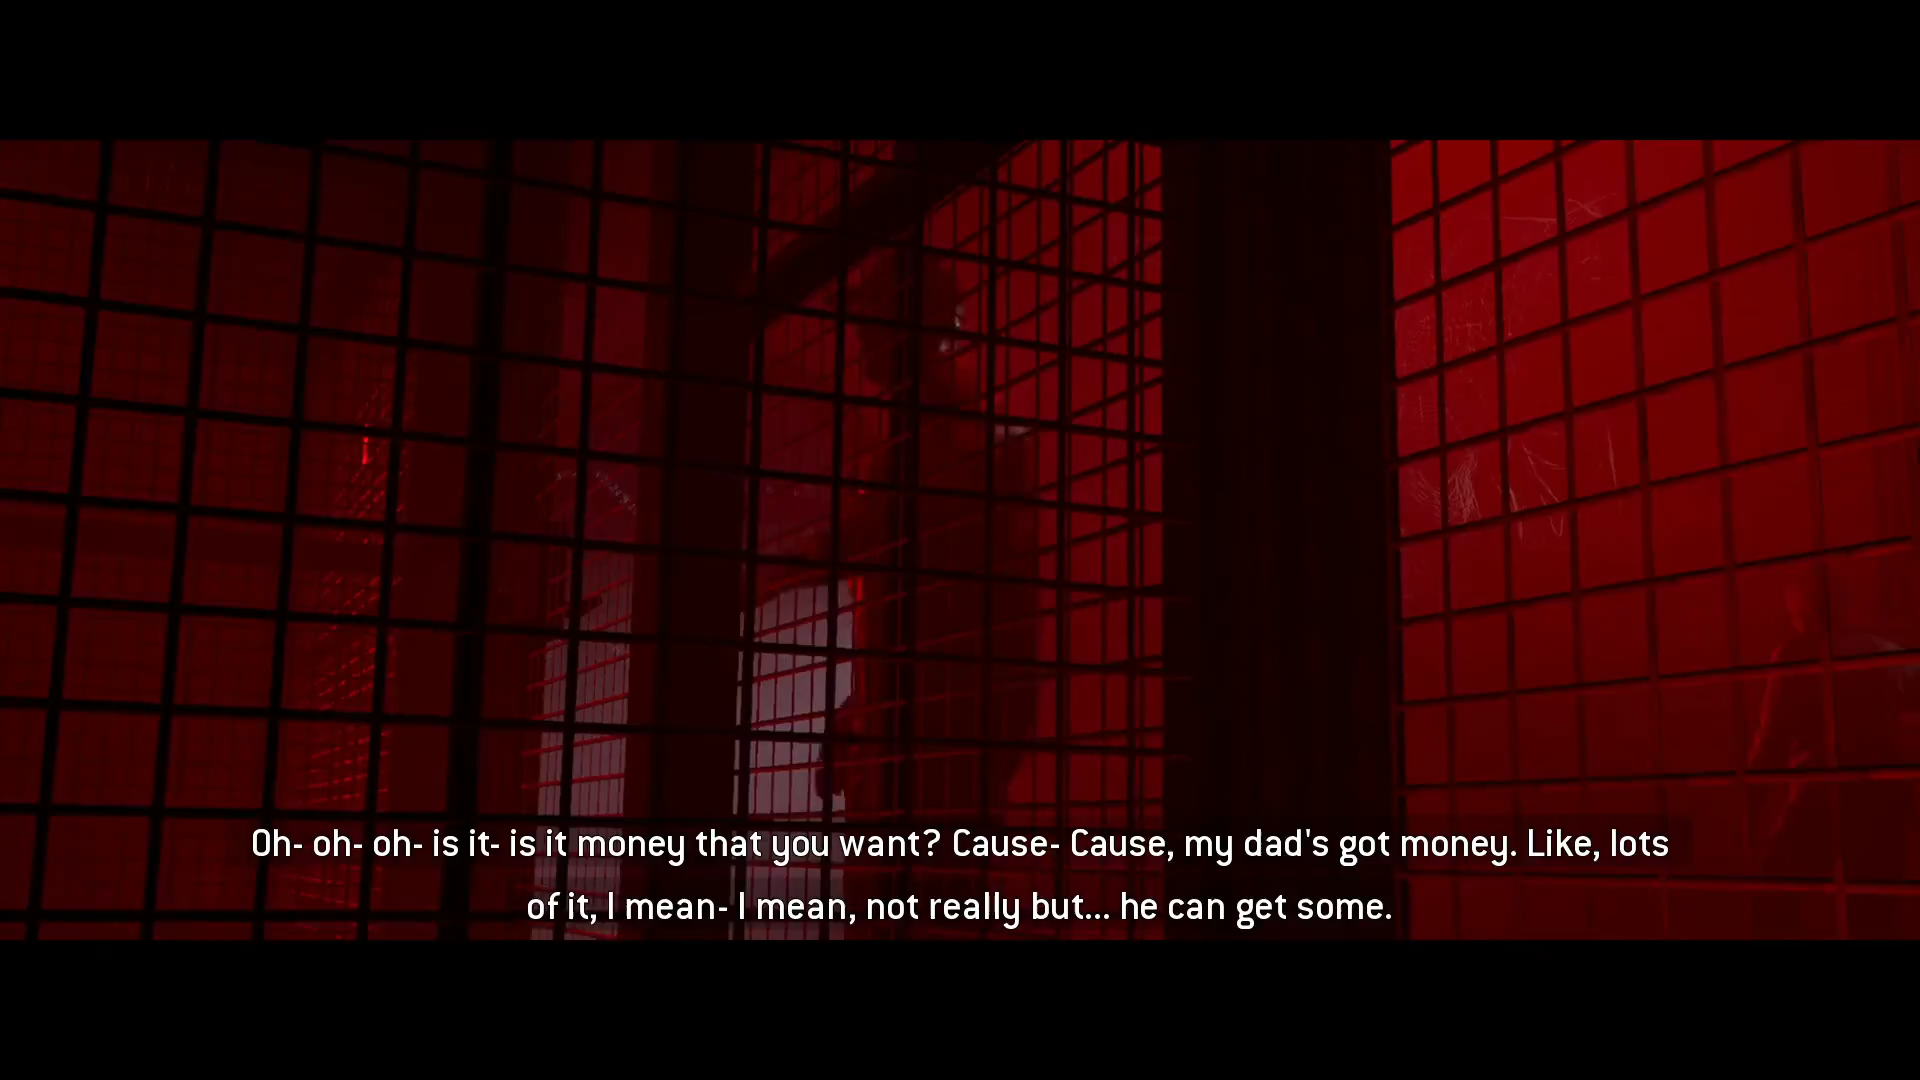 Oh- oh- oh- is it- is it money that you want? Cause- Cause, my dad's got money. Like, lots
of it, I mean- I mean, not really but... he can get some.